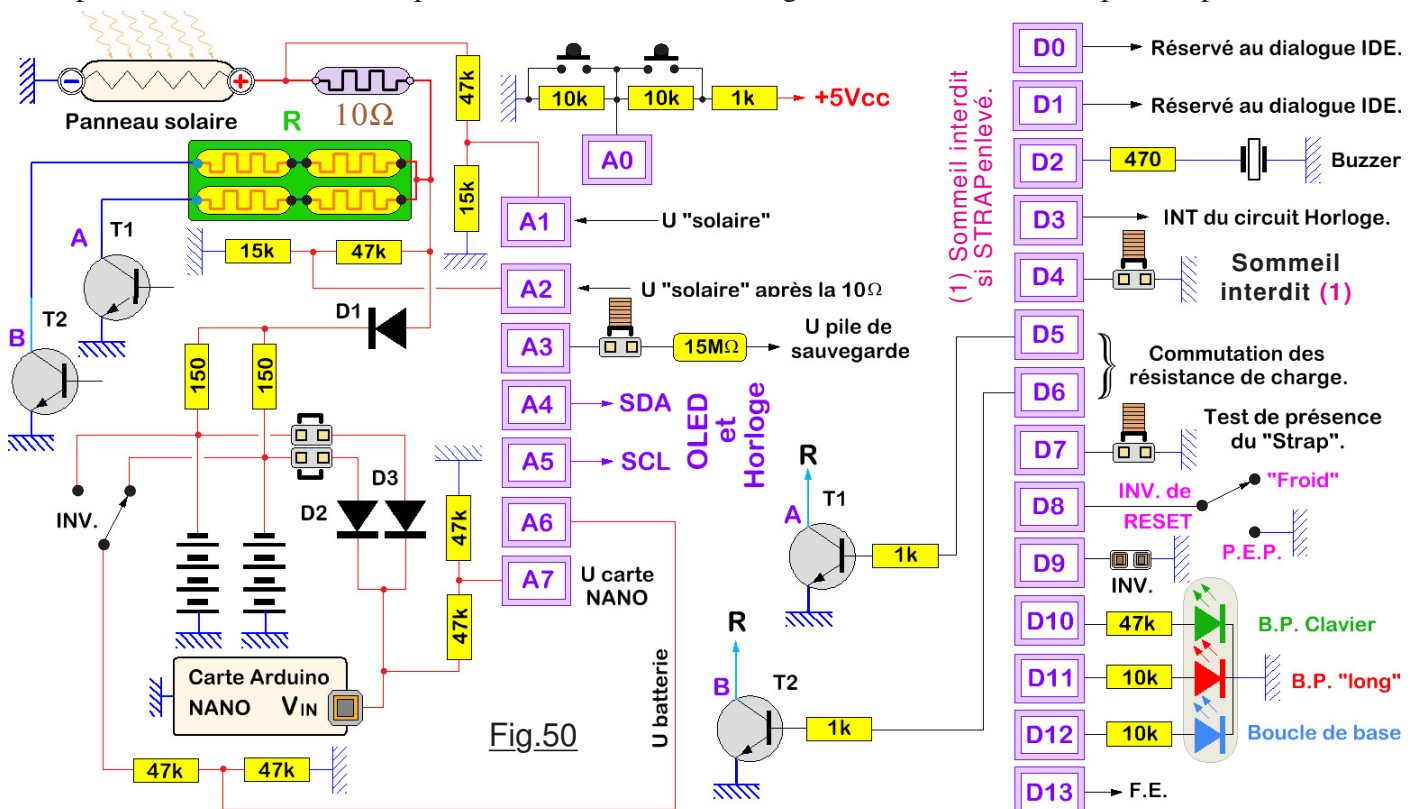 Panneau solaire
10Ω
R
47k
15k
10k
10k
1k
+5Vcc
A0
A1
U "solaire"
15k
47k
A2
U "solaire" après la 10Ω
A
T1
B
T2
D1
A3
15MΩ
U pile de
sauvegarde
150
150
A4
SDA
A5
SCL
OLED
et
Horloge
INV.
D2
D3
47k
47k
A6
A7
U carte
NANO
U batterie
Carte Arduino
NANO
VIN
47k
47k
Fig.50
R
A
T1
1k
R
B
T2
1k
(1) Sommeil interdit
si STRAPenlevé.
D0
Réservé au dialogue IDE.
D1
Réservé au dialogue IDE.
D2
470
Buzzer
D3
INT du circuit Horloge.
D4
Sommeil
interdit (1)
D5
D6
Commutation des
résistance de charge.
D7
Test de présence
du "Strap".
D8
INV. de
RESET
"Froid"
P.E.P.
D9
INV.
D10
47k
B.P. Clavier
D11
10k
B.P. "long"
D12
10k
Boucle de base
D13
F.E.